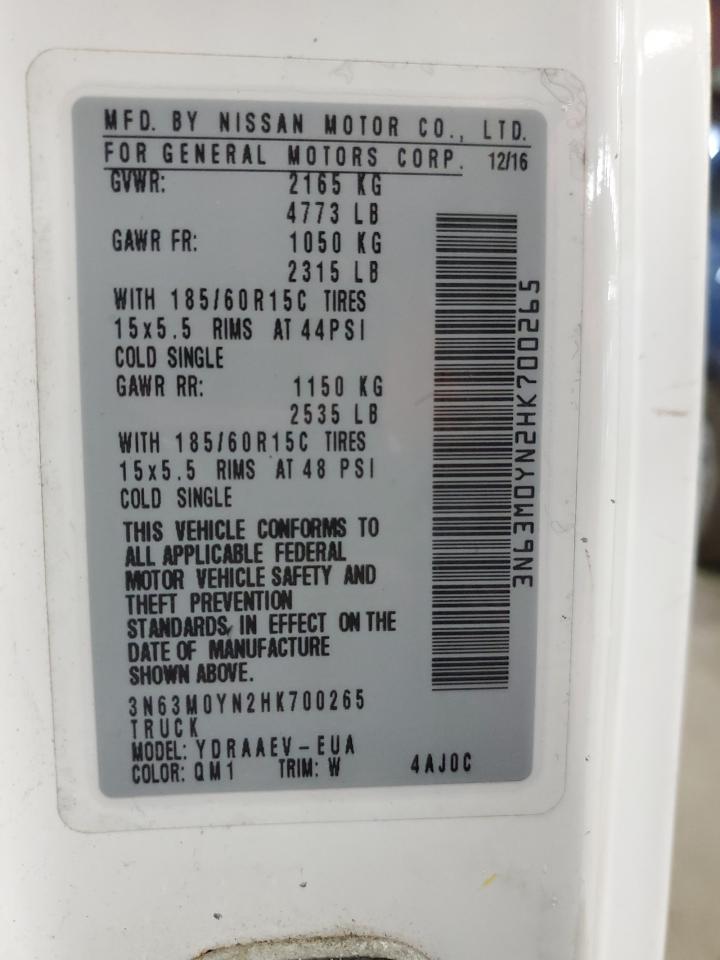 MFD. BY NISSAN MOTOR CO., LTD.
FOR GENERAL MOTORS CORP. 12/16
GVWR: 2165 KG
4773 LB
GAWR FR: 1050 KG
2315 LB
WITH 185/60R15C TIRES
15x5.5 RIMS AT 44PSI
COLD SINGLE
GAWR RR: 1150 KG
2535 LB
WITH 185/60R15C TIRES
15x5.5 RIMS AT 48 PSI
COLD SINGLE
THIS VEHICLE CONFORMS TO
ALL APPLICABLE FEDERAL
MOTOR VEHICLE SAFETY AND
THEFT PREVENTION
STANDARDS, IN EFFECT ON THE
DATE OF MANUFACTURE
SHOWN ABOVE.
3N63M0YN2HK700265
TRUCK
MODEL: YDRAAEV-EUA
COLOR: QM1 TRIM: W 4AJ0C
3N63M0YN2HK700265